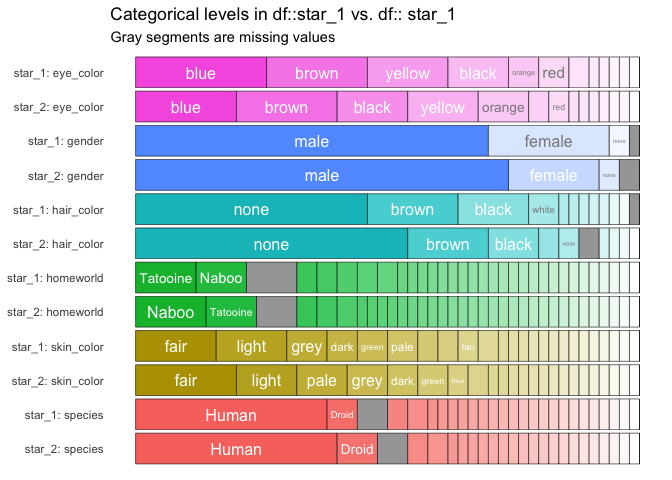 Categorical levels in df::star_1 vs. df:: star_1
Gray segments are missing values
star_1: eye_color blue brown yellow black orange red
star_2: eye_color blue brown black yellow orange red
star_1: gender male female none
star_2: gender male female none
star_1: hair_color none brown black white
star_2: hair_color none brown black white
star_1: homeworld Tatooine Naboo
star_2: homeworld Naboo Tatooine
star_1: skin_color fair light grey dark green pale tan
star_2: skin_color fair light pale grey dark green blue
star_1: species Human Droid
star_2: species Human Droid